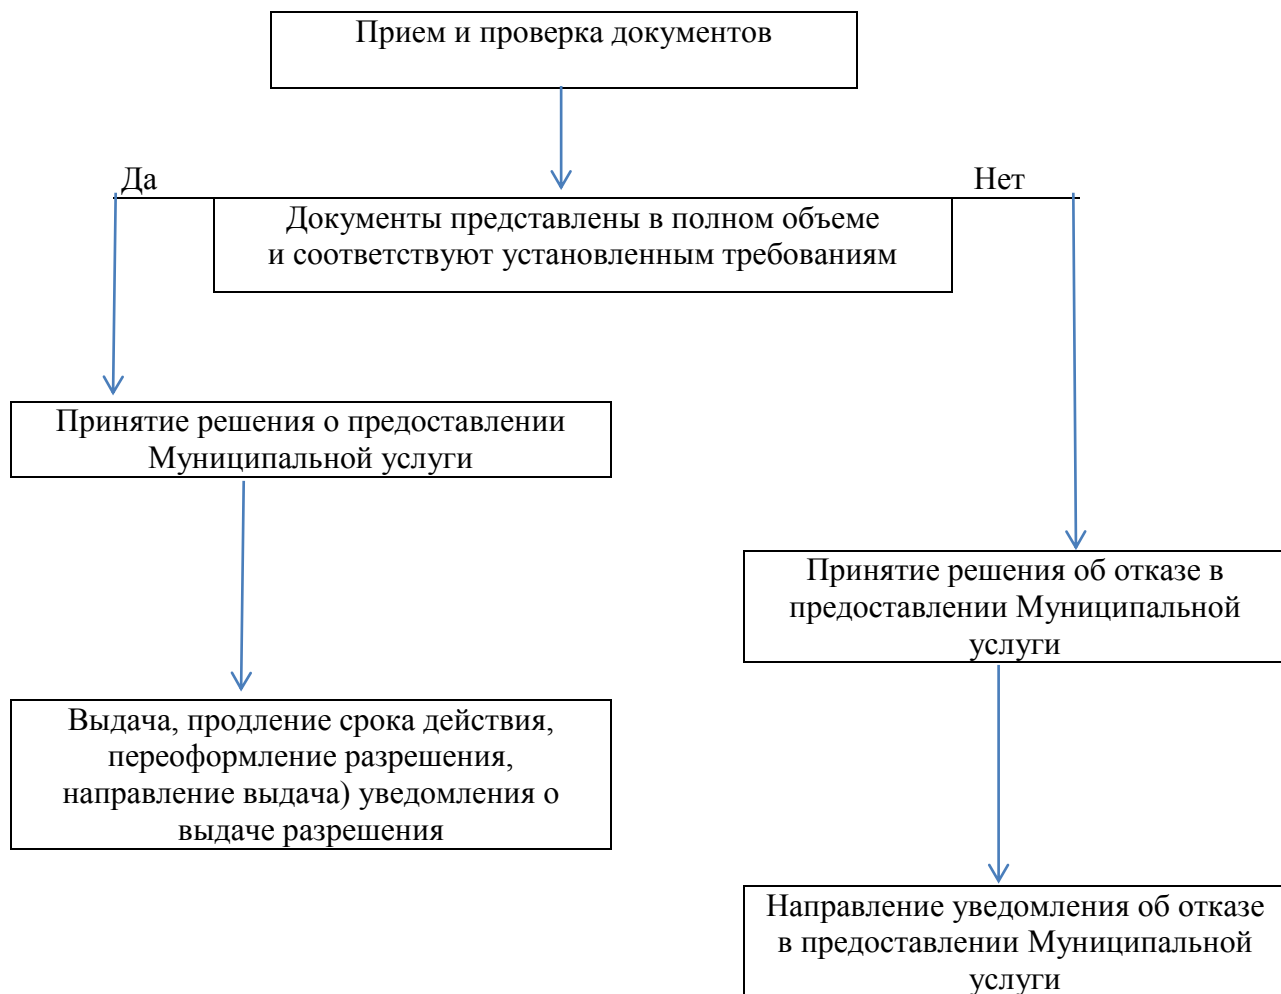 Прием и проверка документов
Да
Нет
Документы представлены в полном объеме
и соответствуют установленным требованиям
Принятие решения о предоставлении
Муниципальной услуги
Принятие решения об отказе в
предоставлении Муниципальной
услуги
Выдача, продление срока действия,
переоформление разрешения,
направление выдача) уведомления о
выдаче разрешения
Направление уведомления об отказе
в предоставлении Муниципальной
услуги